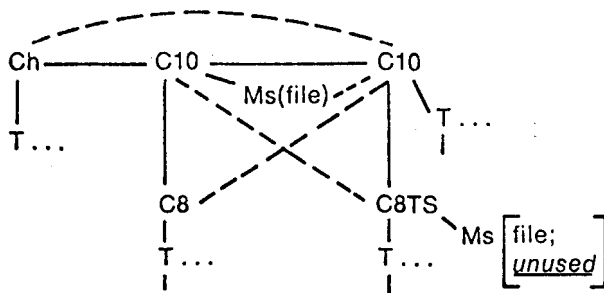 Ch C10 C10
Ms(file)
T... T...
C8 C8TS
Ms [file;
unused]
T... T...